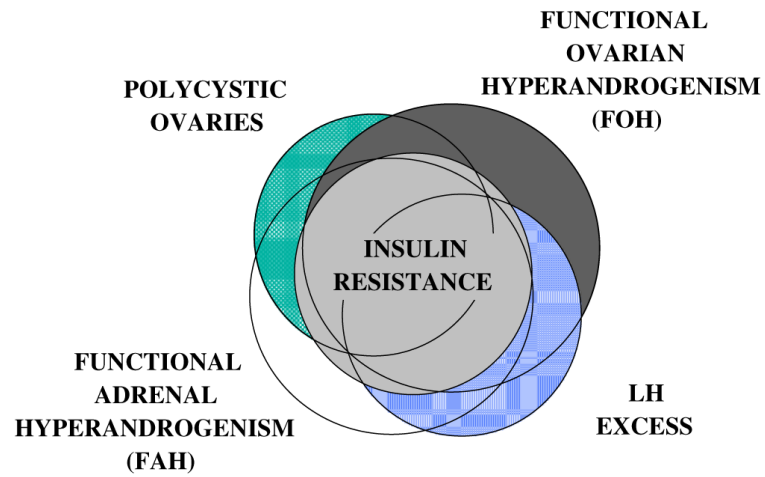 FUNCTIONAL
OVARIAN
HYPERANDROGENISM
(FOH)
POLYCYSTIC
OVARIES
INSULIN
RESISTANCE
FUNCTIONAL
ADRENAL
HYPERANDROGENISM
(FAH)
LH
EXCESS